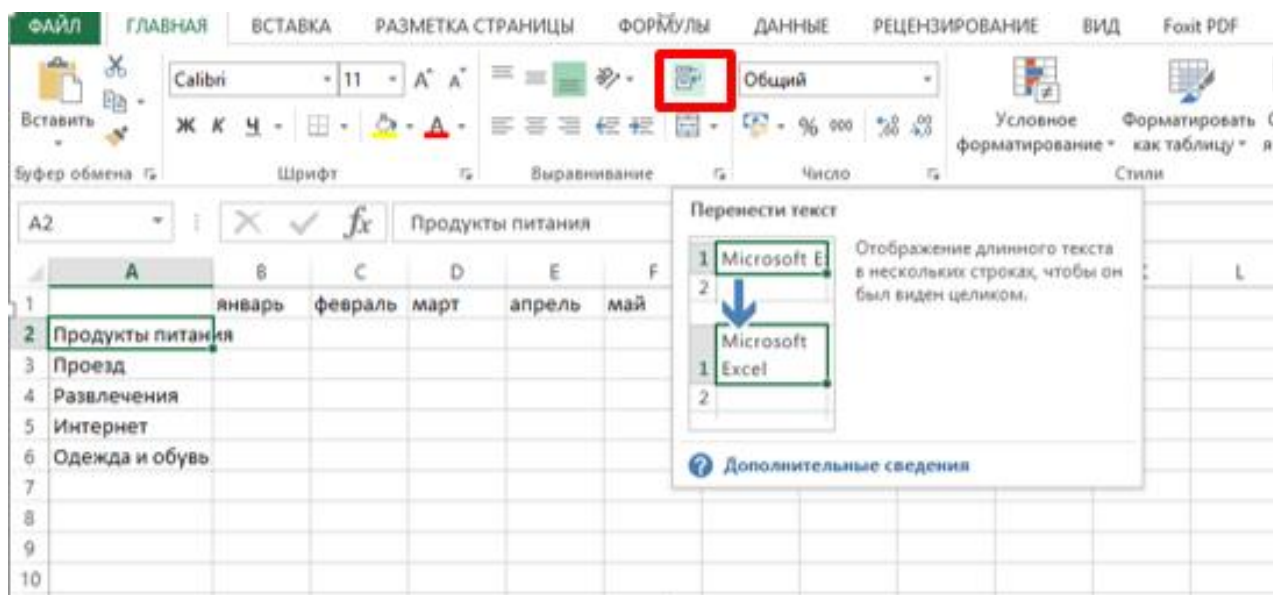 ФАЙЛ ГЛАВНАЯ ВСТАВКА РАЗМЕТКА СТРАНИЦЫ ФОРМУЛЫ ДАННЫЕ РЕЦЕНЗИРОВАНИЕ ВИД Foxit PDF
Calibri 11 A A Общий
Вставить Ж К Ч A % 000 Условное форматирование Форматировать как таблицу
Буфер обмена Шрифт Выравнивание Число Стили
A2 fx Продукты питания
Перенести текст
Отображение длинного текста
в нескольких строках, чтобы он
был виден целиком.
1 Microsoft E
2
Microsoft
1 Excel
2
Дополнительные сведения
A B C D E F L
1 январь февраль март апрель май
2 Продукты питания
3 Проезд
4 Развлечения
5 Интернет
6 Одежда и обувь
7
8
9
10